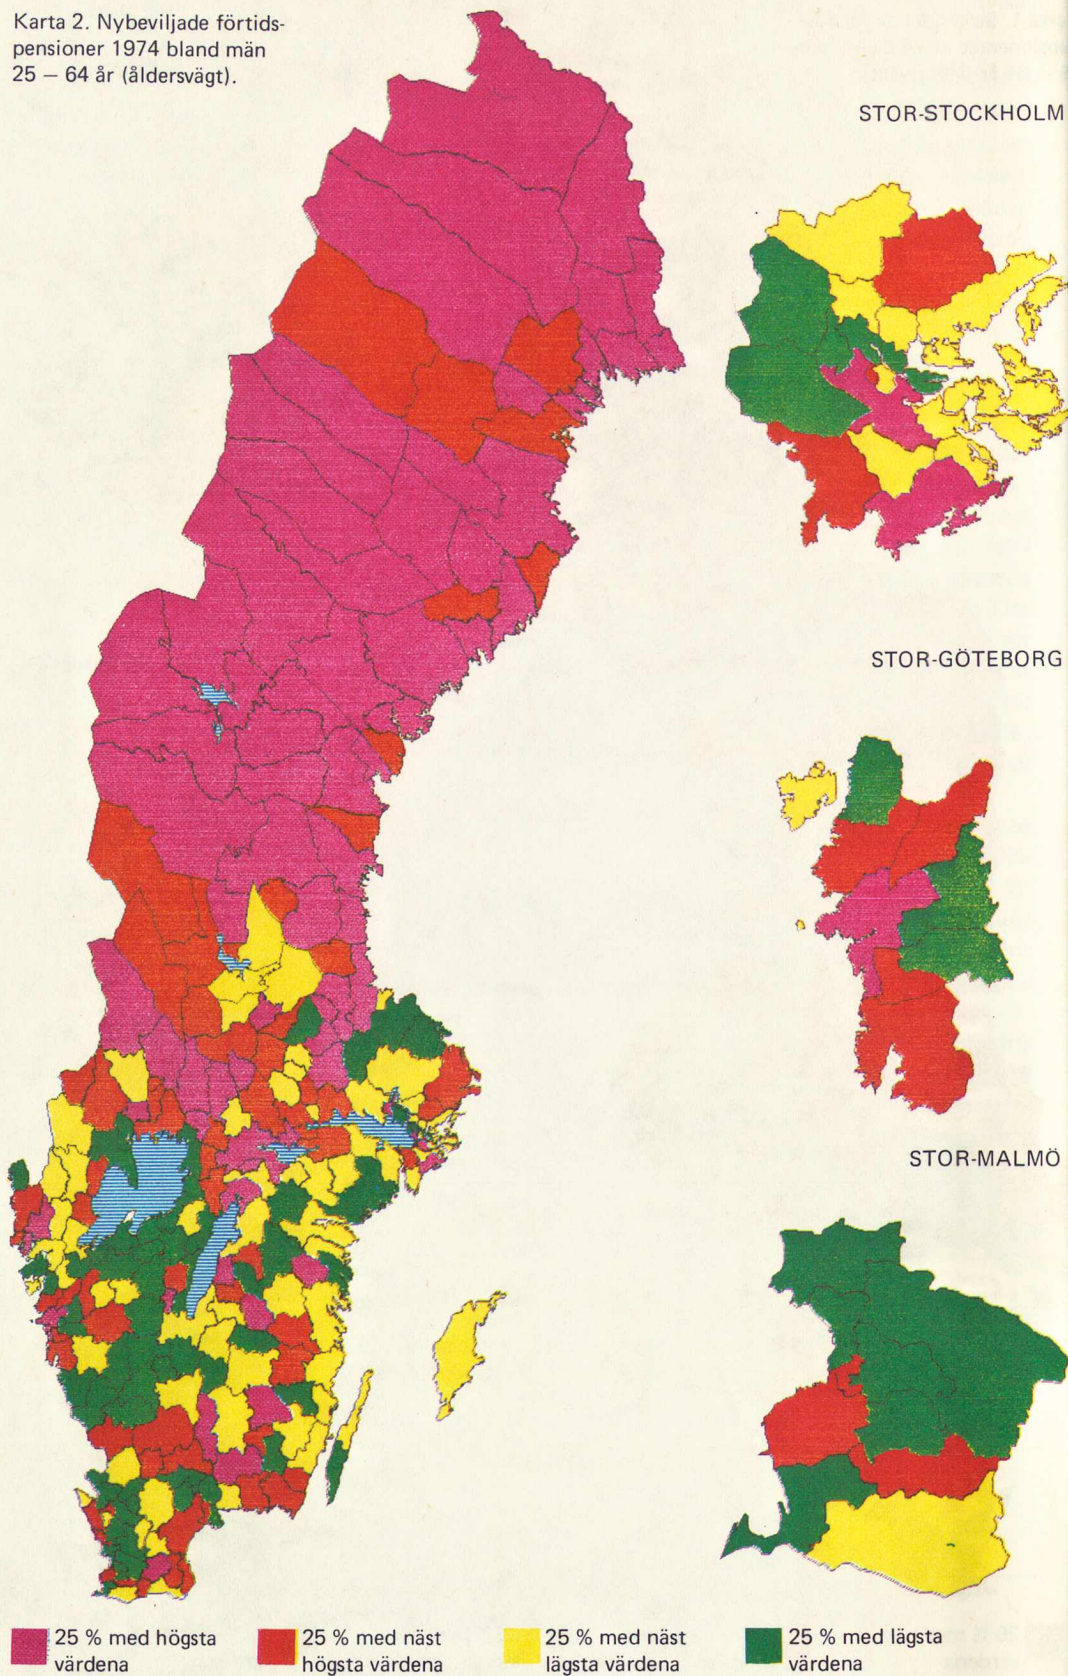 Karta 2. Nybeviljade förtids-
pensioner 1974 bland män
25 – 64 år (åldersvägt).
STOR-STOCKHOLM
STOR-GÖTEBORG
STOR-MALMÖ
25 % med högsta
värdena
25 % med näst
högsta värdena
25 % med näst
lägsta värdena
25 % med lägsta
värdena